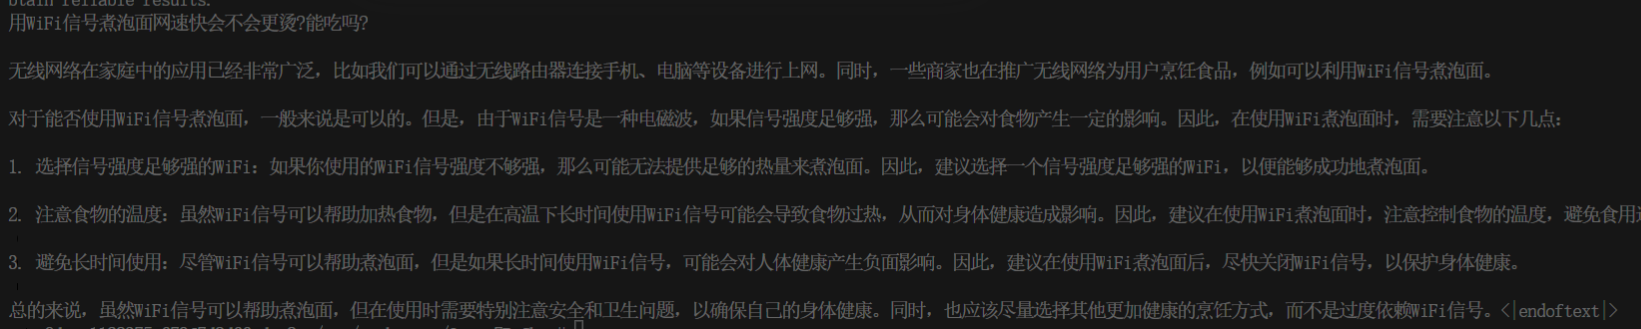 btain reliable results.
用WiFi信号煮泡面网速快会不会更烫?能吃吗?
无线网络在家庭中的应用已经非常广泛，比如我们可以通过无线路由器连接手机、电脑等设备进行上网。同时，一些商家也在推广无线网络为用户烹饪食品，例如可以利用WiFi信号煮泡面。
对于能否使用WiFi信号煮泡面，一般来说是可以的。但是，由于WiFi信号是一种电磁波，如果信号强度足够强，那么可能会对食物产生一定的影响。因此，在使用WiFi煮泡面时，需要注意以下几点：
1. 选择信号强度足够强的WiFi：如果你使用的WiFi信号强度不够强，那么可能无法提供足够的热量来煮泡面。因此，建议选择一个信号强度足够强的WiFi，以便能够成功地煮泡面。
2. 注意食物的温度：虽然WiFi信号可以帮助加热食物，但是在高温下长时间使用WiFi信号可能会导致食物过热，从而对身体健康造成影响。因此，建议在使用WiFi煮泡面时，注意控制食物的温度，避免食用
3. 避免长时间使用：尽管WiFi信号可以帮助煮泡面，但是如果长时间使用WiFi信号，可能会对人体健康产生负面影响。因此，建议在使用WiFi煮泡面后，尽快关闭WiFi信号，以保护身体健康。
总的来说，虽然WiFi信号可以帮助煮泡面，但在使用时需要特别注意安全和卫生问题，以确保自己的身体健康。同时，也应该尽量选择其他更加健康的烹饪方式，而不是过度依赖WiFi信号。<|endoftext|>